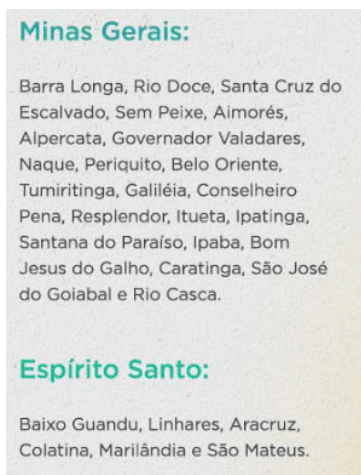 Minas Gerais:
Barra Longa, Rio Doce, Santa Cruz do
Escalvado, Sem Peixe, Aimorés,
Alpercata, Governador Valadares,
Naque, Periquito, Belo Oriente,
Tumiritinga, Galiléia, Conselheiro
Pena, Resplendor, Itueta, Ipatinga,
Santana do Paraíso, Ipaba, Bom
Jesus do Galho, Caratinga, São José
do Goiabal e Rio Casca.
Espírito Santo:
Baixo Guandu, Linhares, Aracruz,
Colatina, Marilândia e São Mateus.